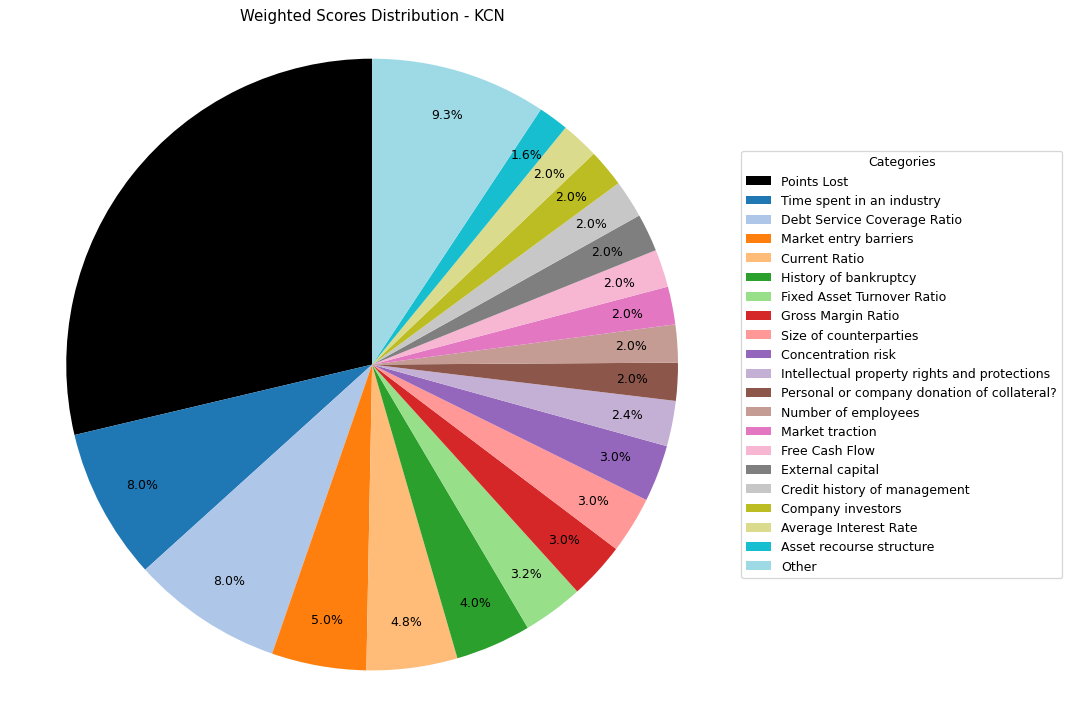 Weighted Scores Distribution - KCN
9.3%
1.6%
2.0%
2.0%
2.0%
2.0%
2.0%
2.0%
2.0%
2.0%
2.4%
3.0%
3.0%
3.0%
3.2%
4.0%
4.8%
5.0%
8.0%
8.0%
Categories
Points Lost
Time spent in an industry
Debt Service Coverage Ratio
Market entry barriers
Current Ratio
History of bankruptcy
Fixed Asset Turnover Ratio
Gross Margin Ratio
Size of counterparties
Concentration risk
Intellectual property rights and protections
Personal or company donation of collateral?
Number of employees
Market traction
Free Cash Flow
External capital
Credit history of management
Company investors
Average Interest Rate
Asset recourse structure
Other